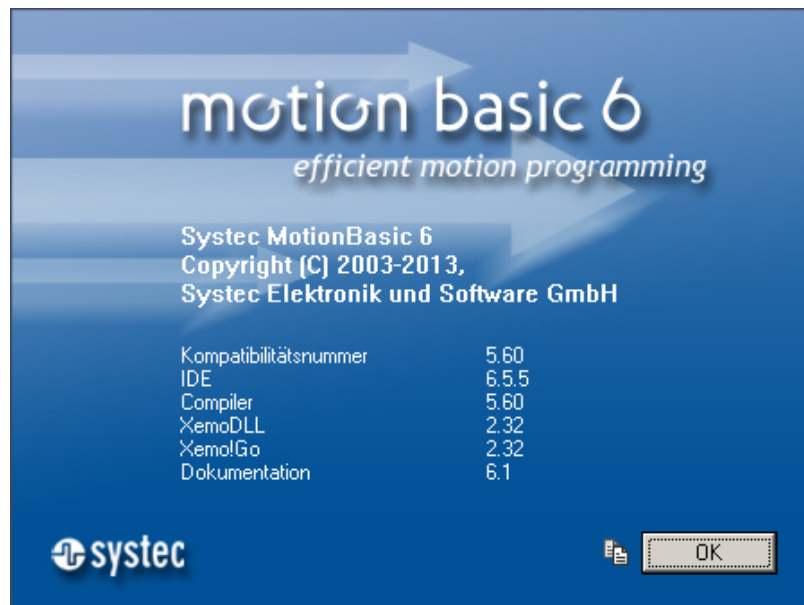 motion basic 6
efficient motion programming
Systec MotionBasic 6
Copyright (C) 2003-2013,
Systec Elektronik und Software GmbH
Kompatibilitätsnummer 5.60
IDE 6.5.5
Compiler 5.60
XemoDLL 2.32
Xemo!Go 2.32
Dokumentation 6.1
systec
OK